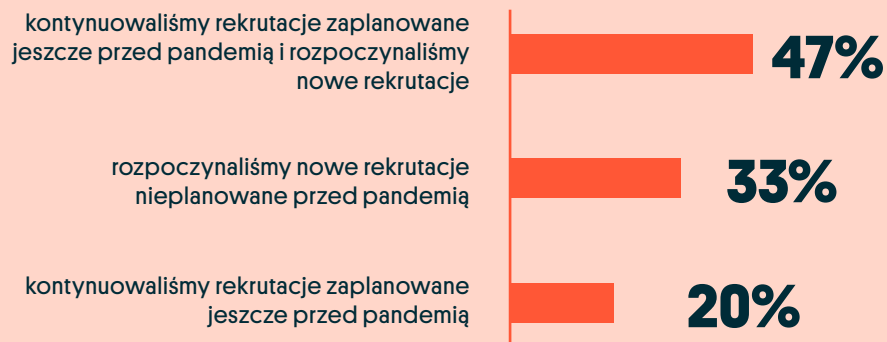 kontynuowaliśmy rekrutacje zaplanowane
jeszcze przed pandemią i rozpoczynaliśmy
nowe rekrutacje
47%
rozpoczynaliśmy nowe rekrutacje
nieplanowane przed pandemią
33%
kontynuowaliśmy rekrutacje zaplanowane
jeszcze przed pandemią
20%